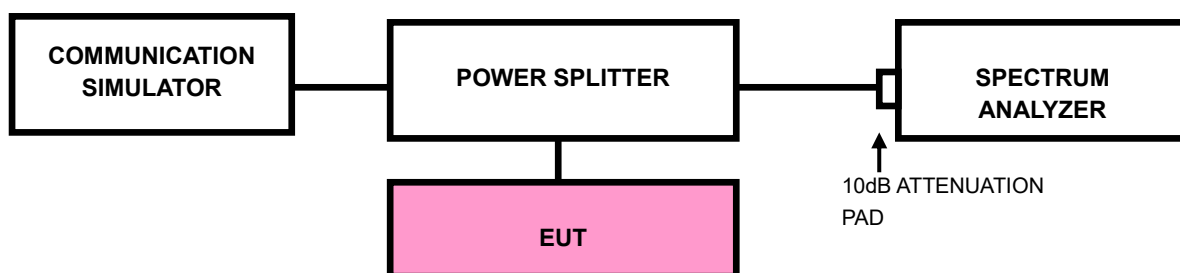 COMMUNICATION
SIMULATOR
POWER SPLITTER
SPECTRUM
ANALYZER
10dB ATTENUATION
PAD
EUT